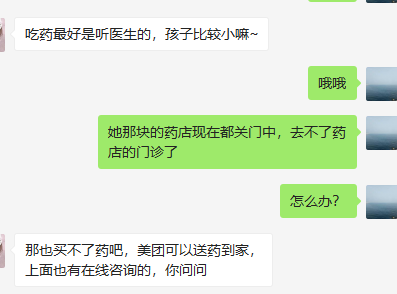 吃药最好是听医生的，孩子比较小嘛~
哦哦
她那块的药店现在都关门中，去不了药
店的门诊了
怎么办？
那也买不了药吧，美团可以送药到家，
上面也有在线咨询的，你问问